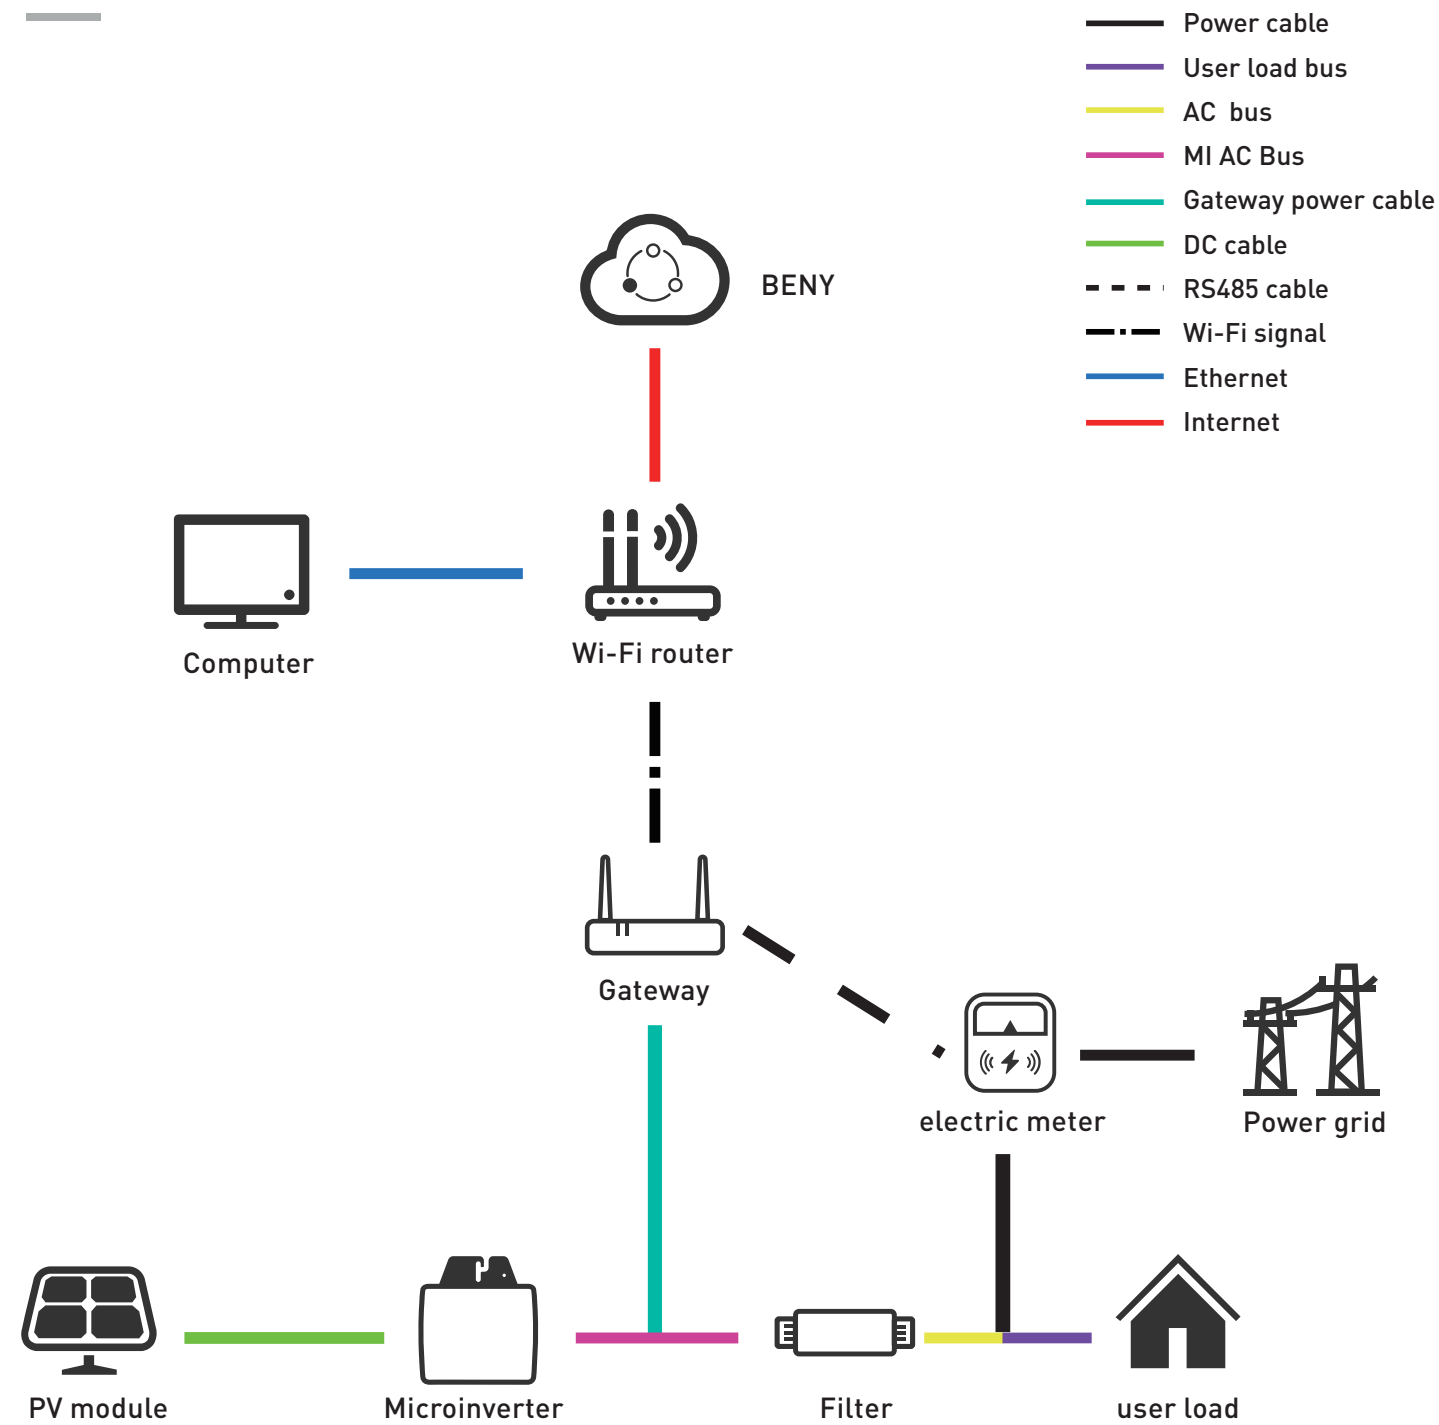 Power cable
User load bus
AC  bus
MI AC Bus
Gateway power cable
DC cable
RS485 cable
Wi-Fi signal
Ethernet
Internet
BENY
Computer
Wi-Fi router
Gateway
electric meter
Power grid
PV module
Microinverter
Filter
user load